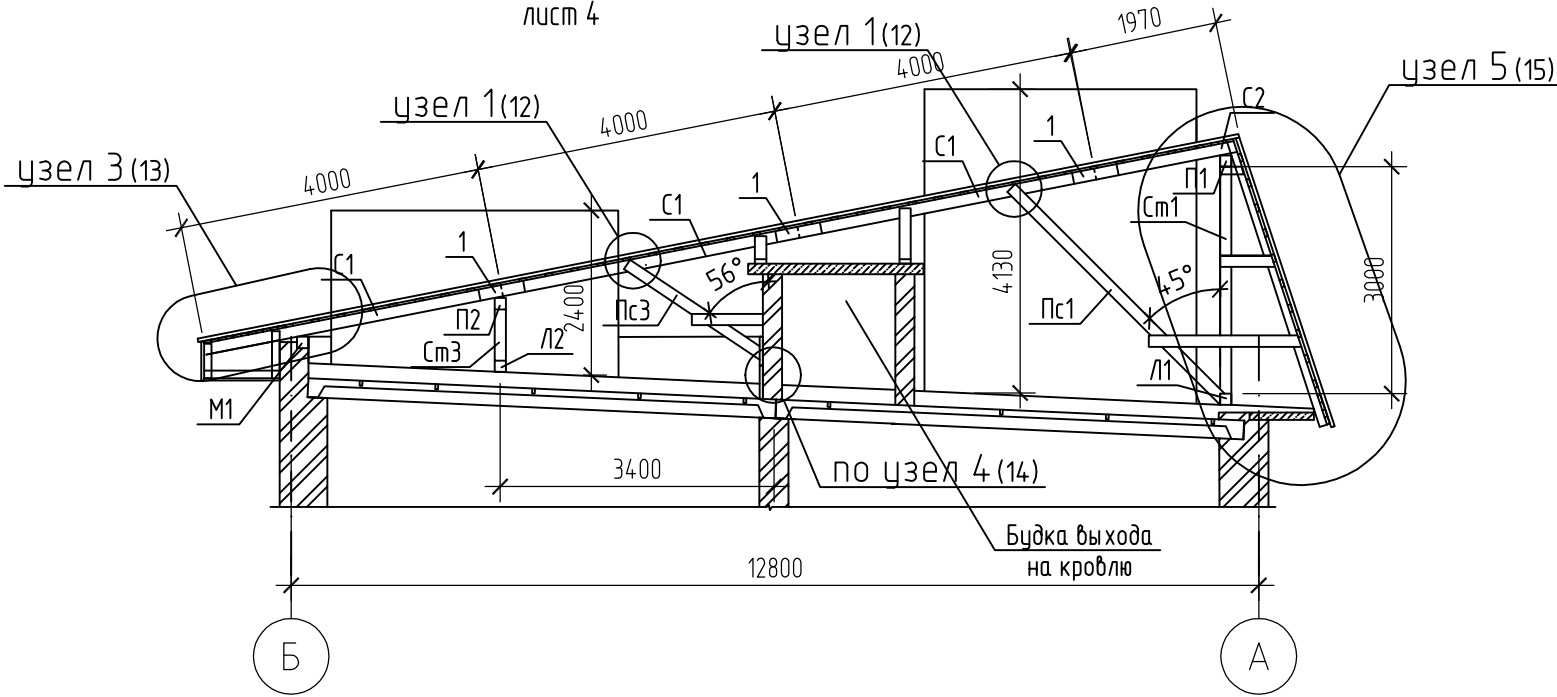 лист 4
узел 1 (12)
1970
4000
узел 5 (15)
узел 1 (12)
4000
С2
1
С1
узел 3 (13)
4000
1
П1
С1
Ст1
1
С1
56°
2400
4130
45°
3000
П2
Пс3
Пс1
Ст3
Л2
Л1
М1
3400
по узел 4 (14)
Будка выхода
на кровлю
12800
Б
А